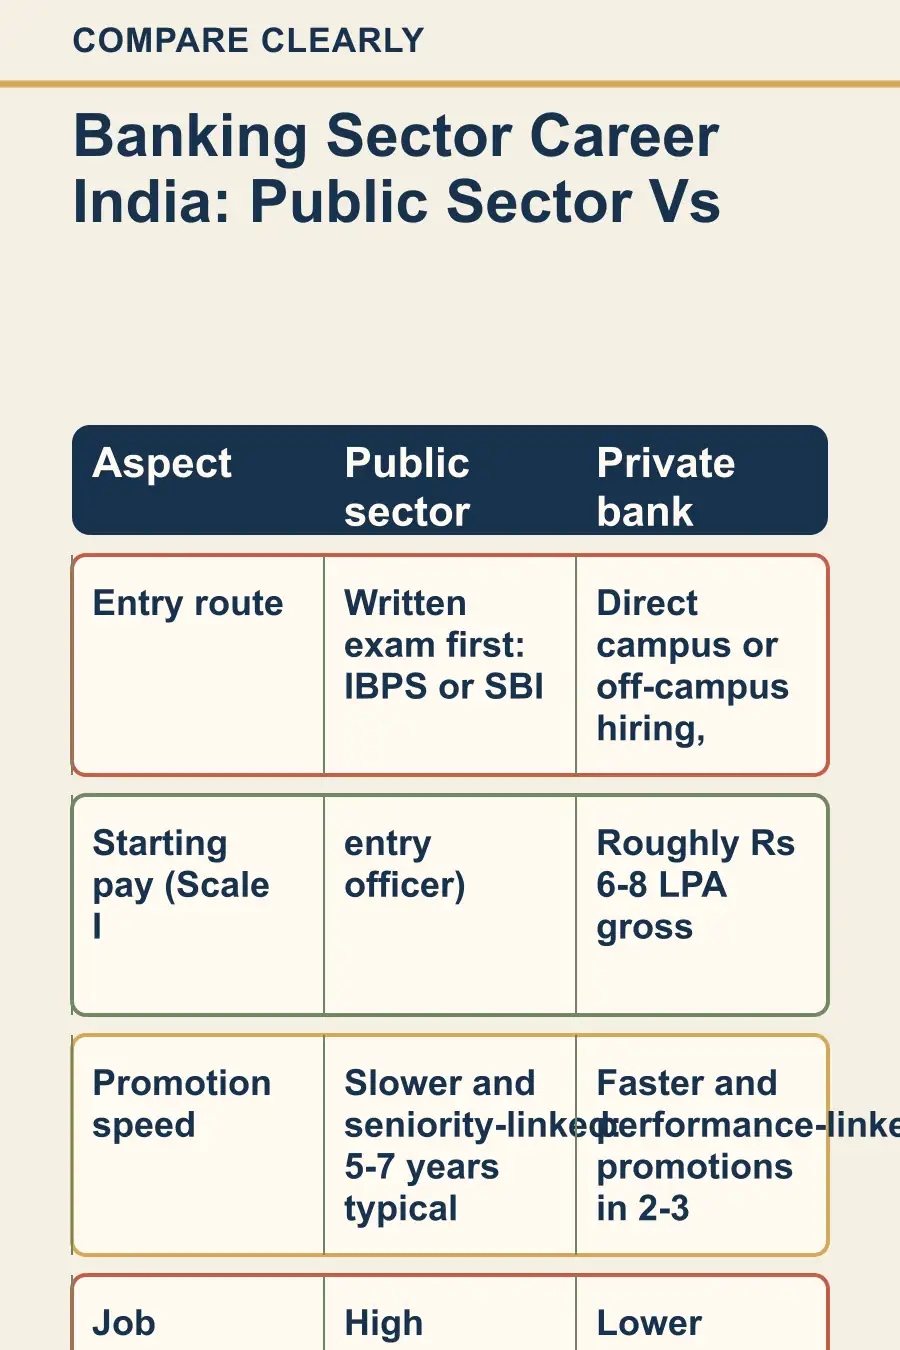 COMPARE CLEARLY
Banking Sector Career
India: Public Sector Vs
Aspect
Public
sector
Private
bank
Entry route
Written
exam first:
IBPS or SBI
Direct
campus or
off-campus
hiring,
Starting
pay (Scale
I
entry
officer)
Roughly Rs
6-8 LPA
gross
Promotion
speed
Slower and
seniority-linked:
5-7 years
typical
Faster and
performance-linke
promotions
in 2-3
Job
High
Lower